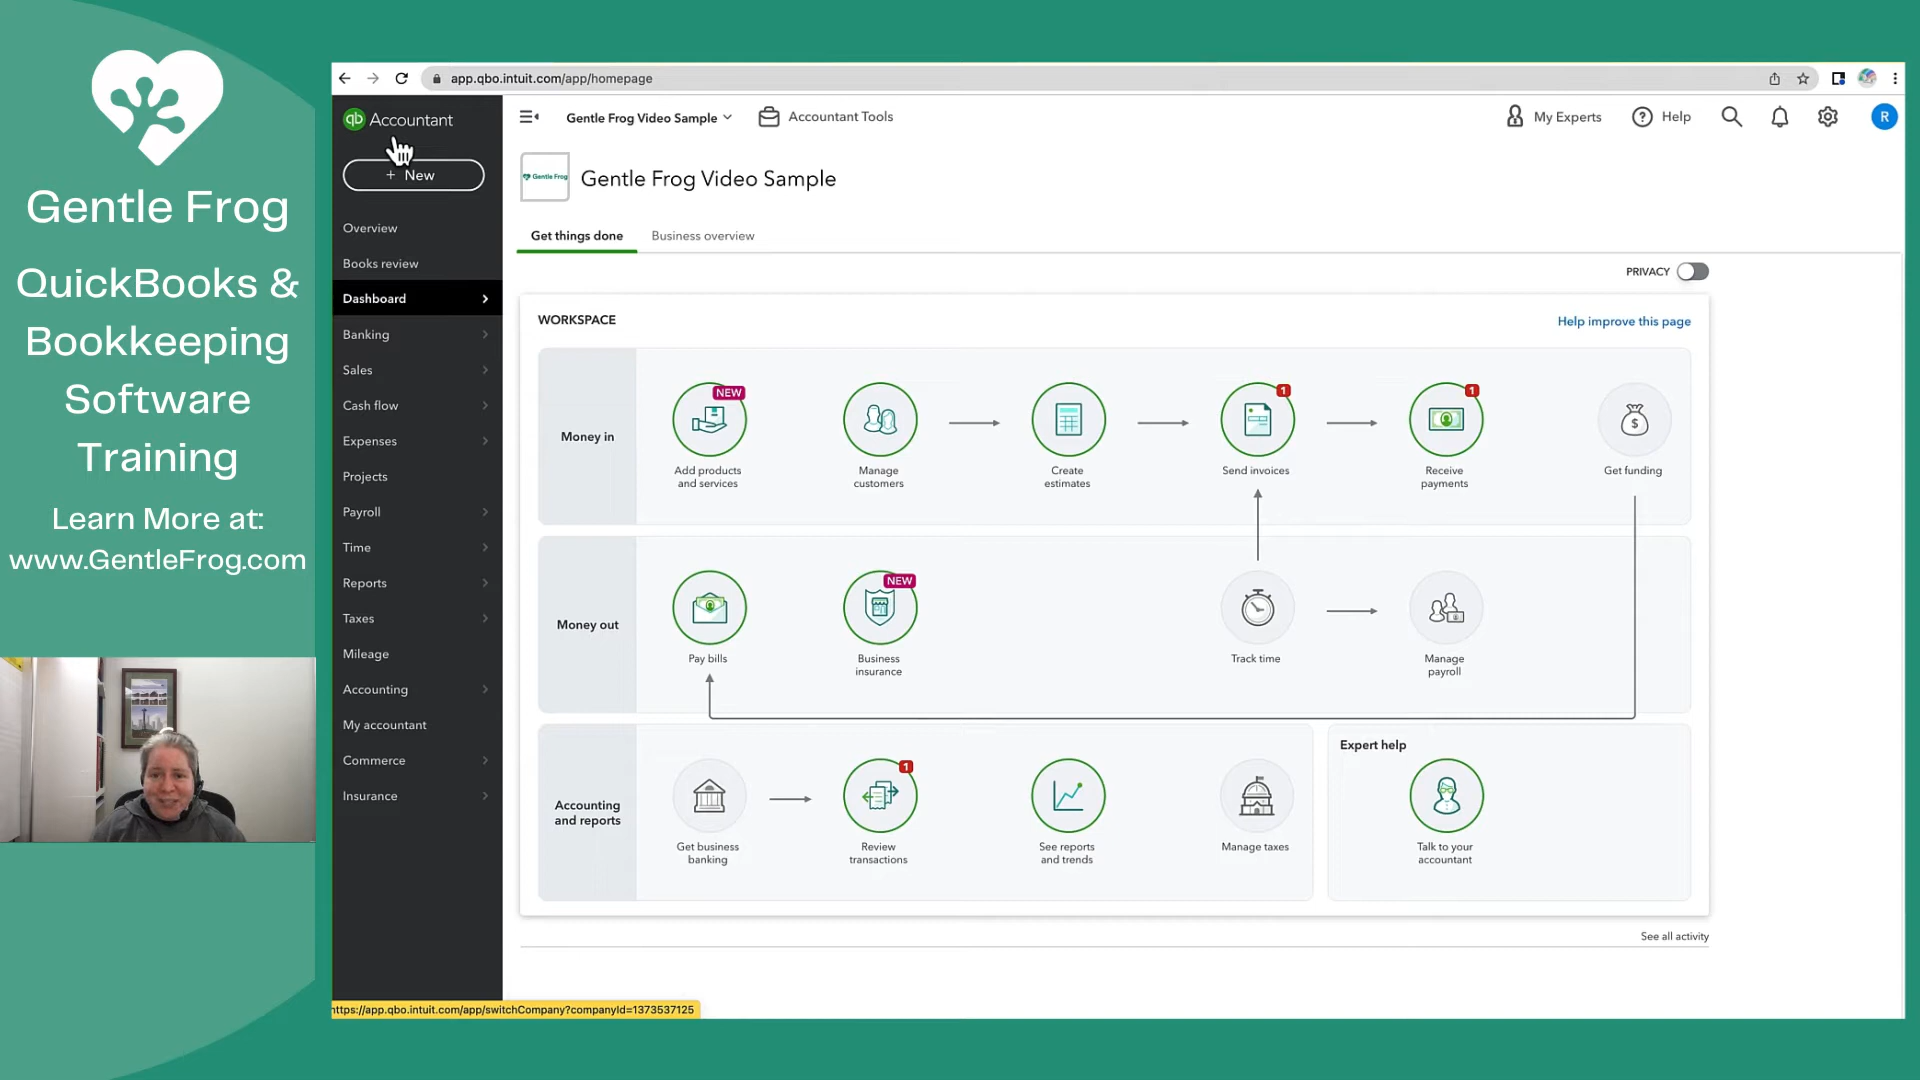 Gentle Frog
QuickBooks &
Bookkeeping
Software
Training
Learn More at:
www.GentleFrog.com
app.qbo.intuit.com/app/homepage
qb Accountant
+ New
Overview
Books review
Dashboard
Banking
Sales
Cash flow
Expenses
Projects
Payroll
Time
Reports
Taxes
Mileage
Accounting
My accountant
Commerce
Insurance
https://app.qbo.intuit.com/app/switchCompany?companyId=1373537125
Gentle Frog Video Sample
Accountant Tools
My Experts
Help
R
Gentle Frog
Gentle Frog Video Sample
Get things done
Business overview
PRIVACY
WORKSPACE
Help improve this page
Money in
NEW
Add products
and services
Manage
customers
Create
estimates
1
Send invoices
1
Receive
payments
$
Get funding
Money out
Pay bills
NEW
Business
insurance
Track time
Manage
payroll
Accounting
and reports
Get business
banking
1
Review
transactions
See reports
and trends
Manage taxes
Expert help
Talk to your
accountant
See all activity